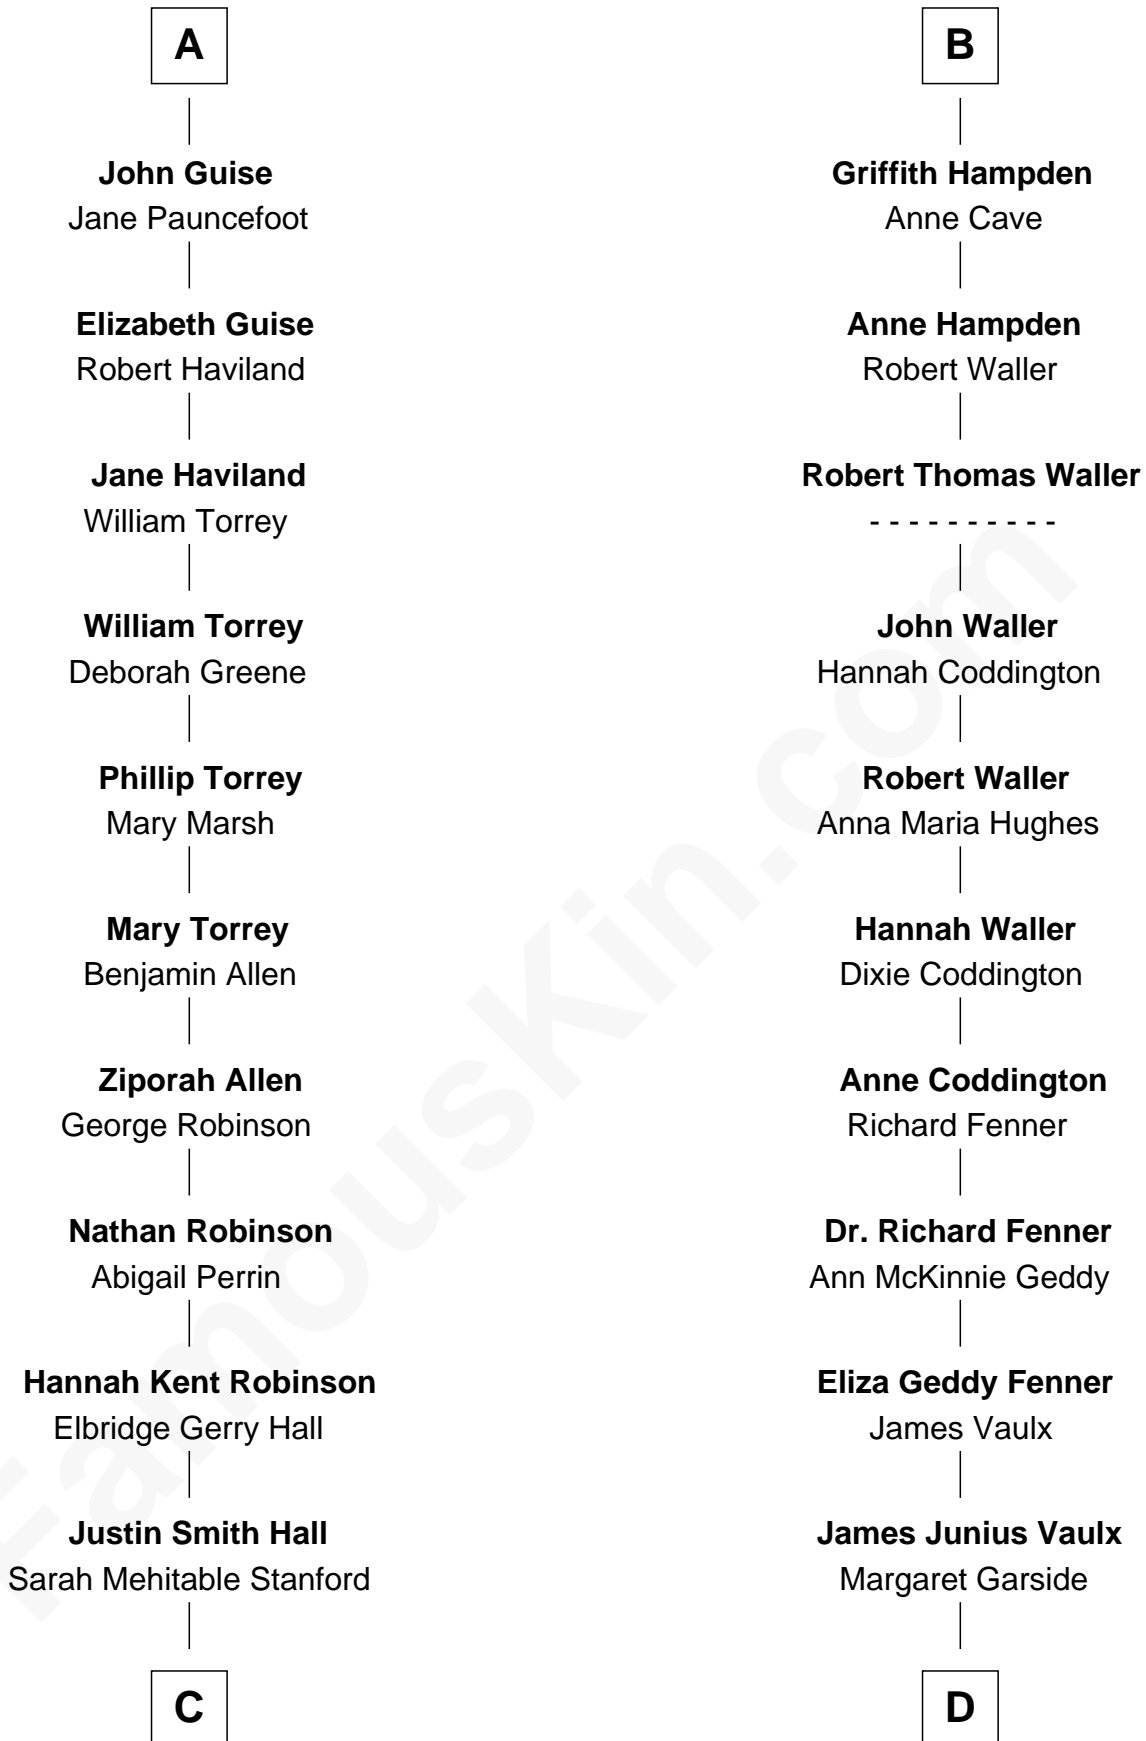 A
John Guise
Jane Pauncefoot
Elizabeth Guise
Robert Haviland
Jane Haviland
William Torrey
William Torrey
Deborah Greene
Phillip Torrey
Mary Marsh
Mary Torrey
Benjamin Allen
Ziporah Allen
George Robinson
Nathan Robinson
Abigail Perrin
Hannah Kent Robinson
Elbridge Gerry Hall
Justin Smith Hall
Sarah Mehitable Stanford
C
B
Griffith Hampden
Anne Cave
Anne Hampden
Robert Waller
Robert Thomas Waller
- - - - - - - - - -
John Waller
Hannah Coddington
Robert Waller
Anna Maria Hughes
Hannah Waller
Dixie Coddington
Anne Coddington
Richard Fenner
Dr. Richard Fenner
Ann McKinnie Geddy
Eliza Geddy Fenner
James Vaulx
James Junius Vaulx
Margaret Garside
D
FamousKin.com